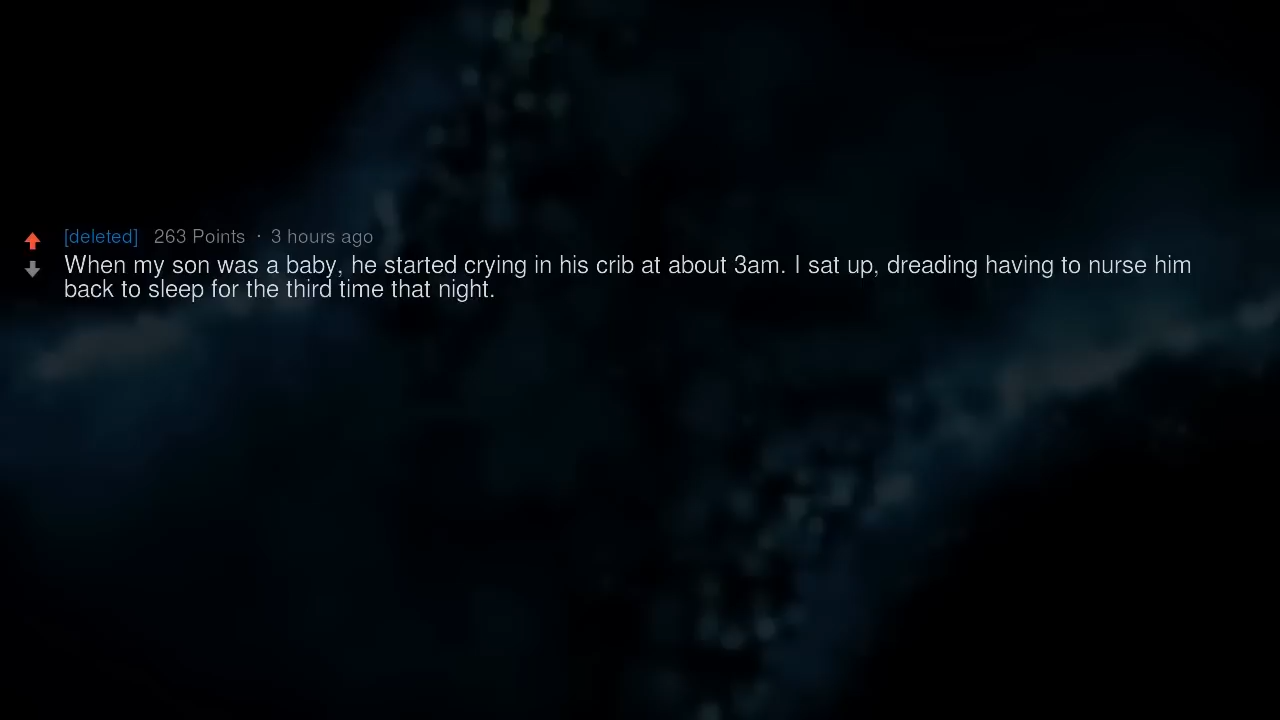 [deleted] 263 Points · 3 hours ago
When my son was a baby, he started crying in his crib at about 3am. I sat up, dreading having to nurse him
back to sleep for the third time that night.